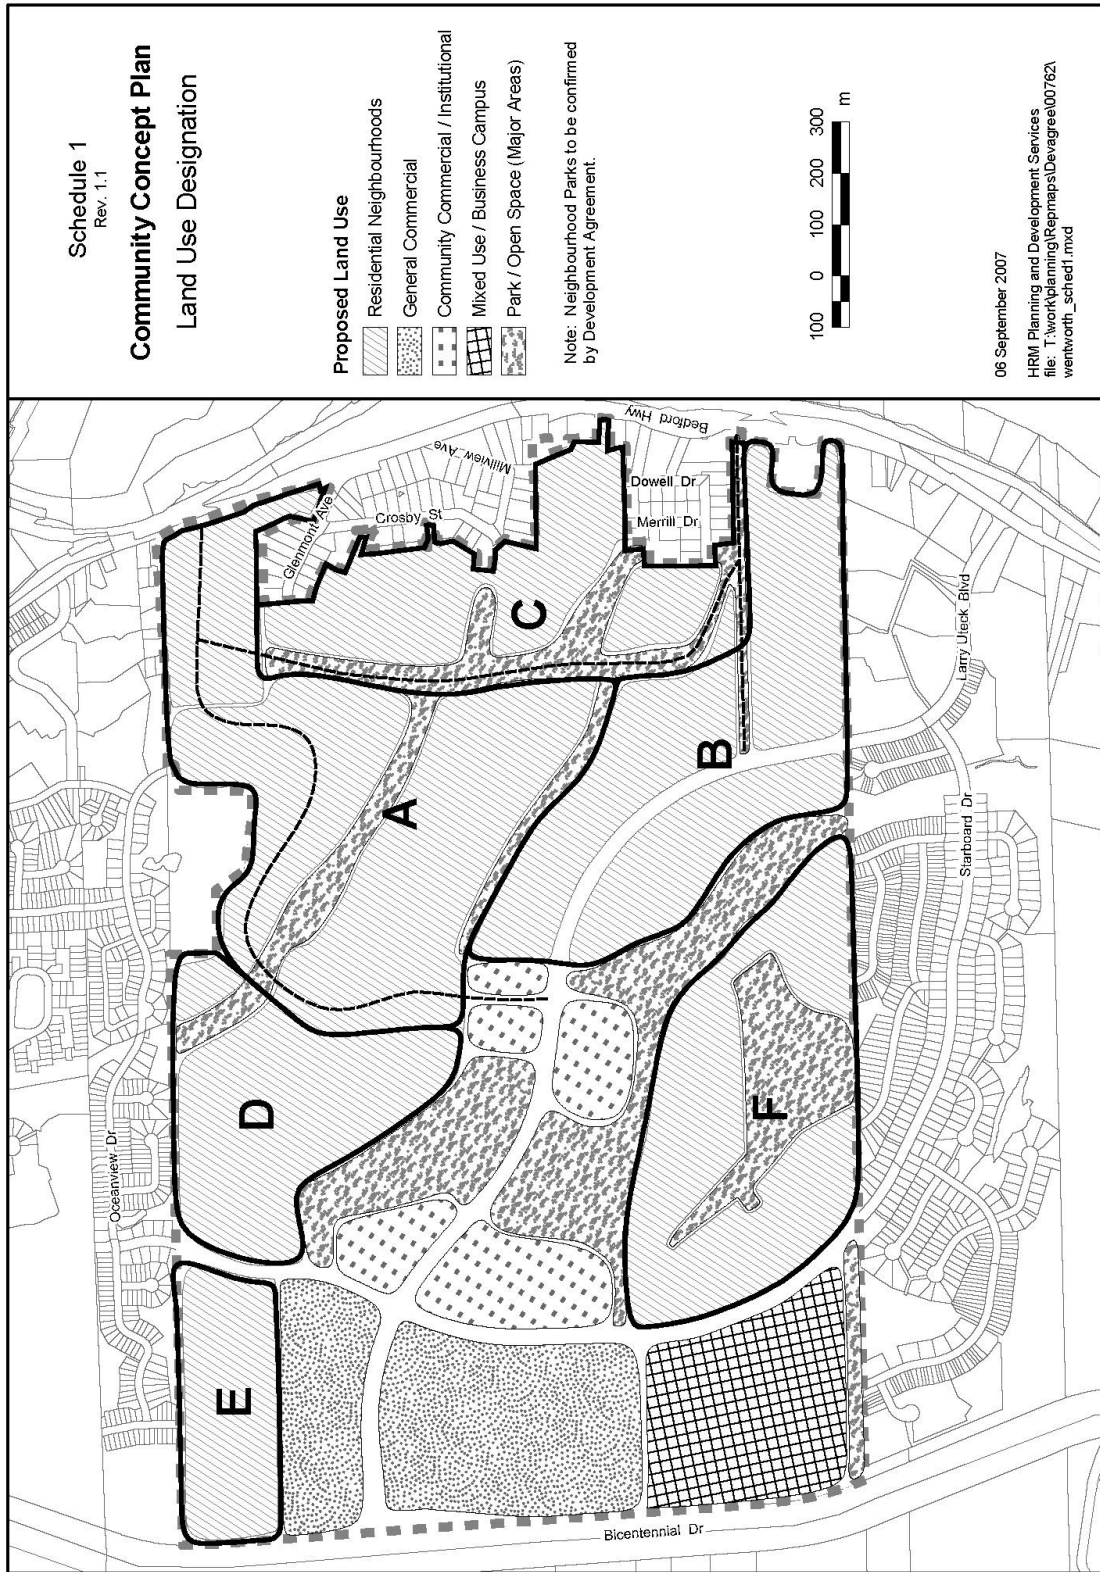 Schedule 1
Rev. 1.1
Community Concept Plan
Land Use Designation
Proposed Land Use
Residential Neighbourhoods
General Commercial
Community Commercial / Institutional
Mixed Use / Business Campus
Park / Open Space (Major Areas)
Note: Neighbourhood Parks to be confirmed
by Development Agreement.
100 0 100 200 300
m
06 September 2007
HRM Planning and Development Services
file: T:\work\planning\Repmaps\Devagree\00762\
wentworth_sched1.mxd
Bedford Hwy
Millview Ave
Glenmont Ave
Crosby St
Dowell Dr
Merrill Dr
C
Larry Uteck Blvd
B
A
Starboard Dr
D
F
Oceanview Dr
E
Bicentennial Dr